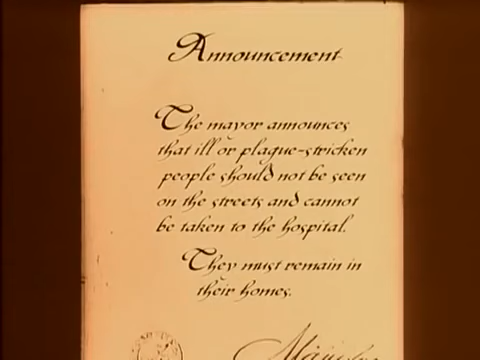 Announcement
The mayor announces
that ill or plague-stricken
people should not be seen
on the streets and cannot
be taken to the hospital.
They must remain in
their homes.